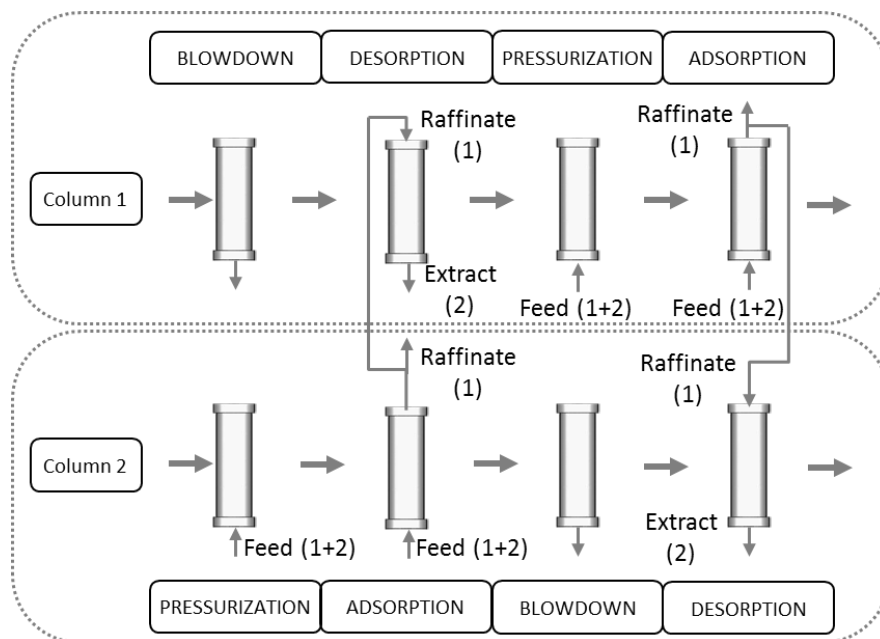 BLOWDOWN DESORPTION PRESSURIZATION ADSORPTION
Raffinate
(1)
Raffinate
(1)
Column 1
Extract
(2)
Feed (1+2)
Feed (1+2)
Raffinate
(1)
Raffinate
(1)
Column 2
Extract
(2)
Feed (1+2)
Feed (1+2)
PRESSURIZATION ADSORPTION BLOWDOWN DESORPTION